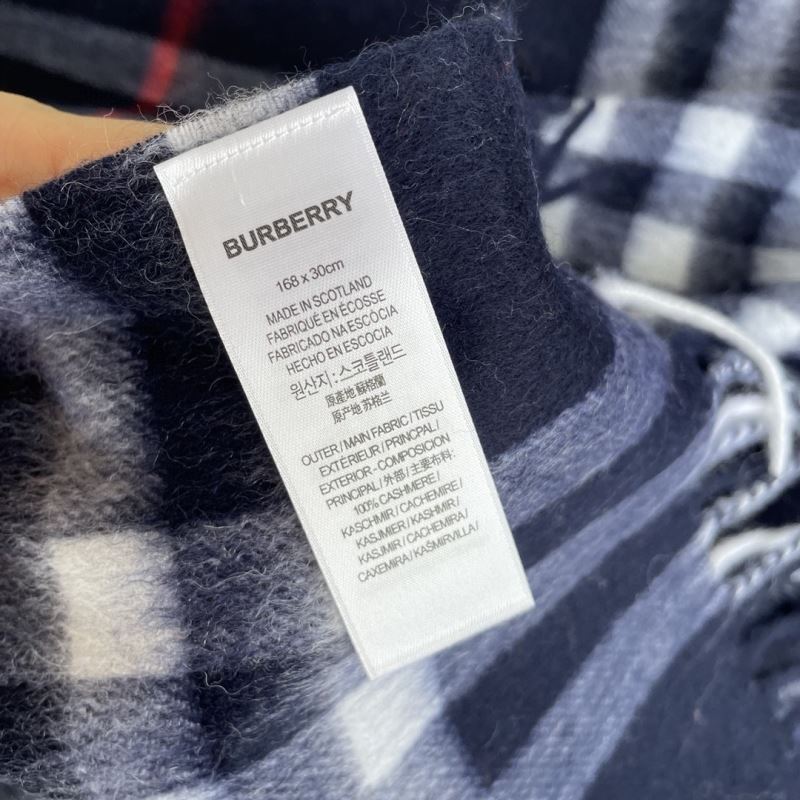 BURBERRY
168 x 30cm
MADE IN SCOTLAND
FABRIQUÉ EN ÉCOSSE
FABRICADO NA ESCÓCIA
HECHO EN ESCOCIA
원산지 : 스코틀랜드
原產地 蘇格蘭
原产地 苏格兰
OUTER / MAIN FABRIC / TISSU
EXTÉRIEUR / PRINCIPAL /
EXTERIOR - COMPOSITION
PRINCIPAL / 外部 / 主要布料:
100% CASHMERE /
KASCHMIR / CACHEMIRE /
KASJMIER / KASHMIR /
KASJMIR / CACHEMIRA /
CAXEMIRA / KAŠMIRVILLA /